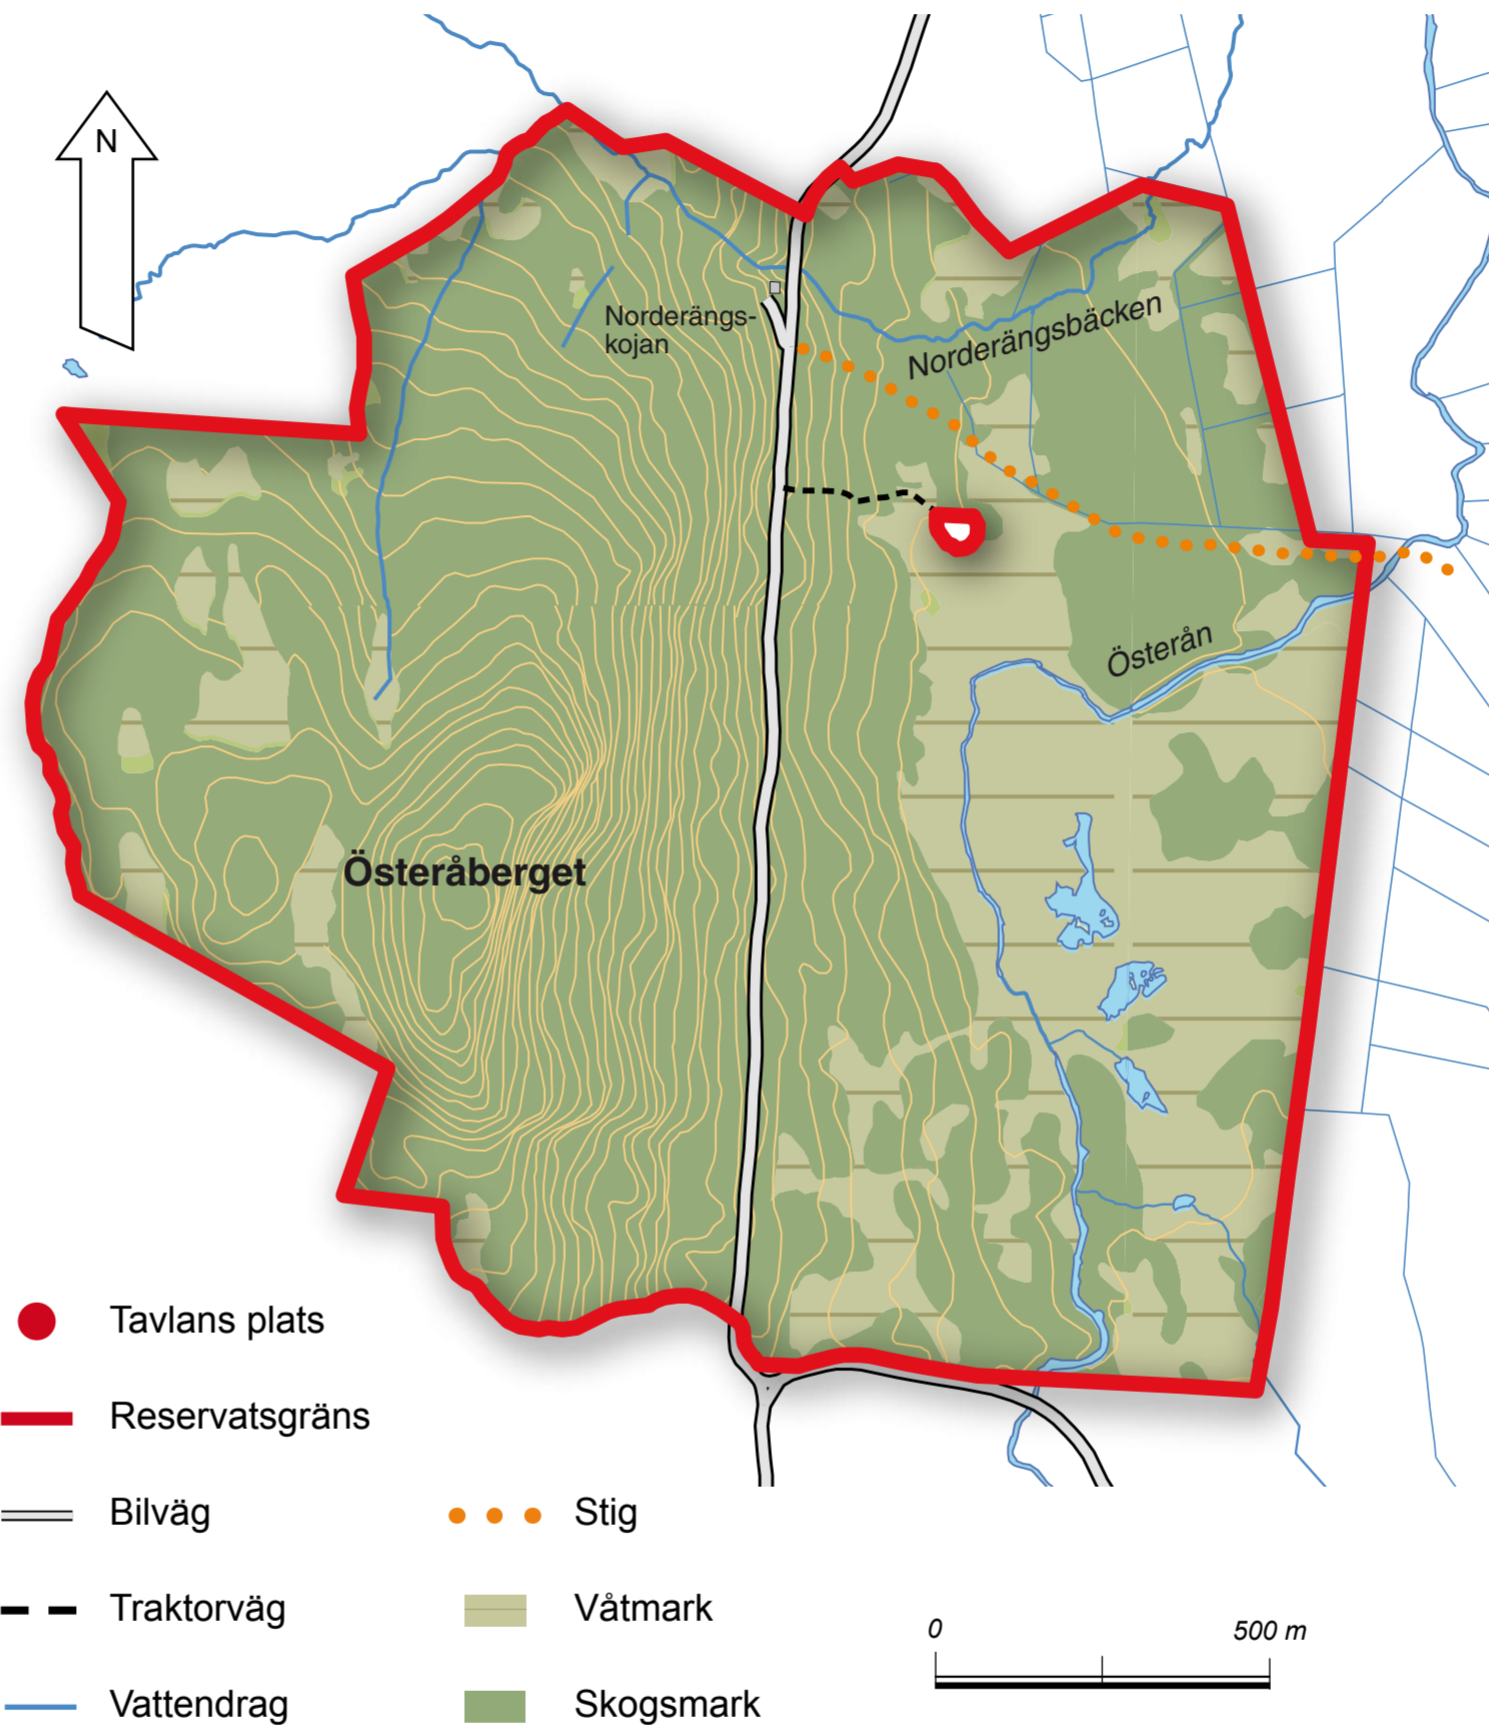 N
Norderängs-
kojan
Norderängsbäcken
Österån
Österåberget
Tavlans plats
Reservatsgräns
Bilväg
Stig
Traktorväg
Våtmark
0
500 m
Vattendrag
Skogsmark